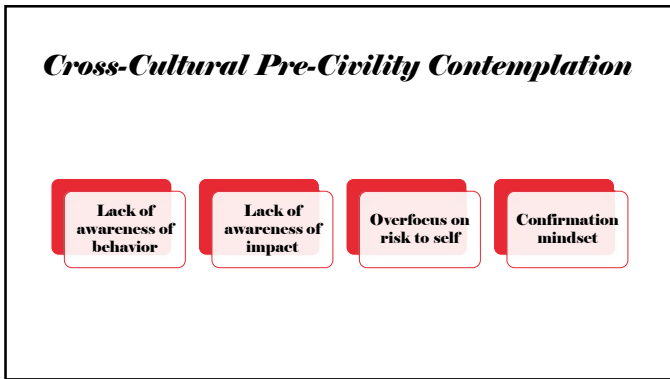 Cross-Cultural Pre-Civility Contemplation
Lack of
awareness of
behavior
Lack of
awareness of
impact
Overfocus on
risk to self
Confirmation
mindset